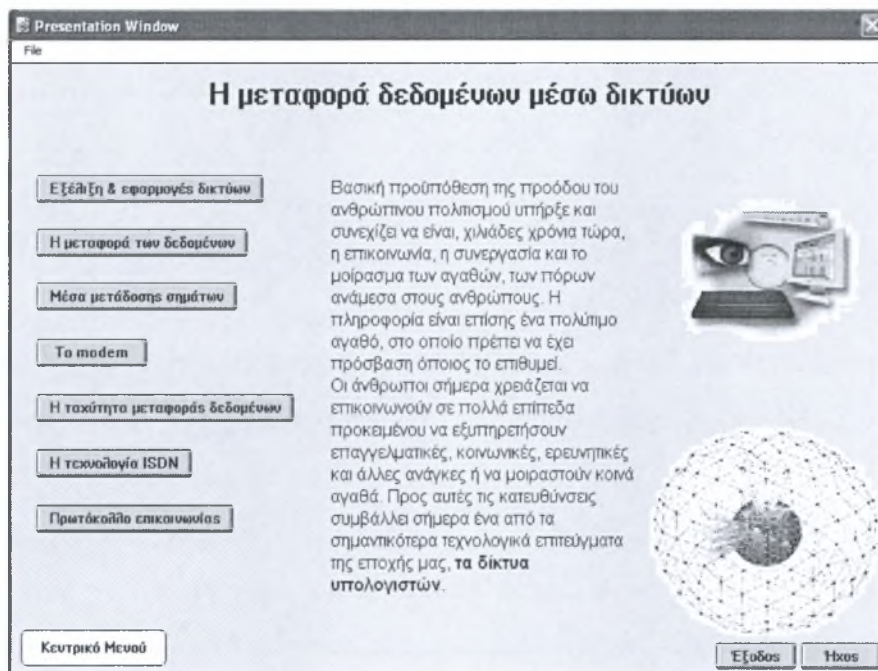 Presentation Window
File
Η μεταφορά δεδομένων μέσω δικτύων
Εξέλιξη & εφαρμογές δικτύων
Η μεταφορά των δεδομένων
Μέσα μετάδοσης σημάτων
Το modem
Η ταχύτητα μεταφοράς δεδομένων
Η τεχνολογία ISDN
Πρωτόκολλο επικοινωνίας
Βασική προϋπόθεση της προόδου του
ανθρώπινου πολιτισμού υπήρξε και
συνεχίζει να είναι, χιλιάδες χρόνια τώρα,
η επικοινωνία, η συνεργασία και το
μοίρασμα των αγαθών, των πόρων
ανάμεσα στους ανθρώπους. Η
πληροφορία είναι επίσης ένα πολύτιμο
αγαθό, στο οποίο πρέπει να έχει
πρόσβαση όποιος το επιθυμεί.
Οι άνθρωποι σήμερα χρειάζεται να
επικοινωνούν σε πολλά επίπεδα
προκειμένου να εξυπηρετήσουν
επαγγελματικές, κοινωνικές, ερευνητικές
και άλλες ανάγκες ή να μοιραστούν κοινά
αγαθά. Προς αυτές τις κατευθύνσεις
συμβάλλει σήμερα ένα από τα
σημαντικότερα τεχνολογικά επιτεύγματα
της εποχής μας, τα δίκτυα
υπολογιστών.
Κεντρικό Μενού
Έξοδος
Ήχος